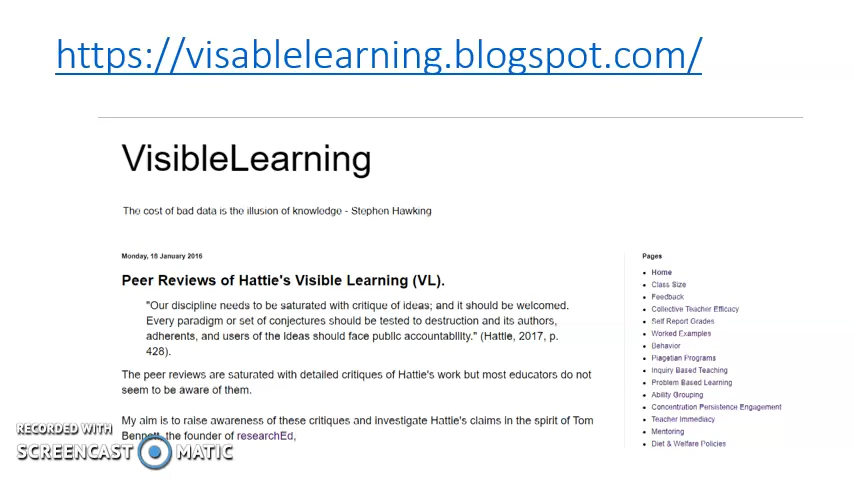 https://visablelearning.blogspot.com/
VisibleLearning
The cost of bad data is the illusion of knowledge - Stephen Hawking
Monday, 18 January 2016
Peer Reviews of Hattie's Visible Learning (VL).
"Our discipline needs to be saturated with critique of ideas; and it should be welcomed.
Every paradigm or set of conjectures should be tested to destruction and its authors,
adherents, and users of the ideas should face public accountability." (Hattie, 2017, p.
428).
The peer reviews are saturated with detailed critiques of Hattie's work but most educators do not
seem to be aware of them.
My aim is to raise awareness of these critiques and investigate Hattie's claims in the spirit of Tom
Bennett, the founder of researchEd,
Pages
Home
Class Size
Feedback
Collective Teacher Efficacy
Self Report Grades
Worked Examples
Behavior
Piagetian Programs
Inquiry Based Teaching
Problem Based Learning
Ability Grouping
Concentration Persistence Engagement
Teacher Immediacy
Mentoring
Diet & Welfare Policies
RECORDED WITH
SCREENCAST MATIC